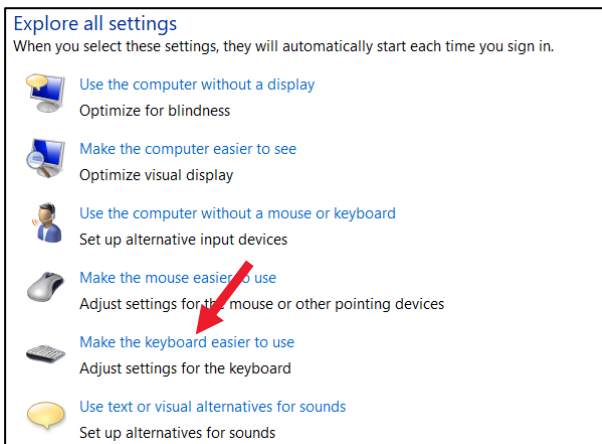 Explore all settings
When you select these settings, they will automatically start each time you sign in.
Use the computer without a display
Optimize for blindness
Make the computer easier to see
Optimize visual display
Use the computer without a mouse or keyboard
Set up alternative input devices
Make the mouse easier to use
Adjust settings for the mouse or other pointing devices
Make the keyboard easier to use
Adjust settings for the keyboard
Use text or visual alternatives for sounds
Set up alternatives for sounds